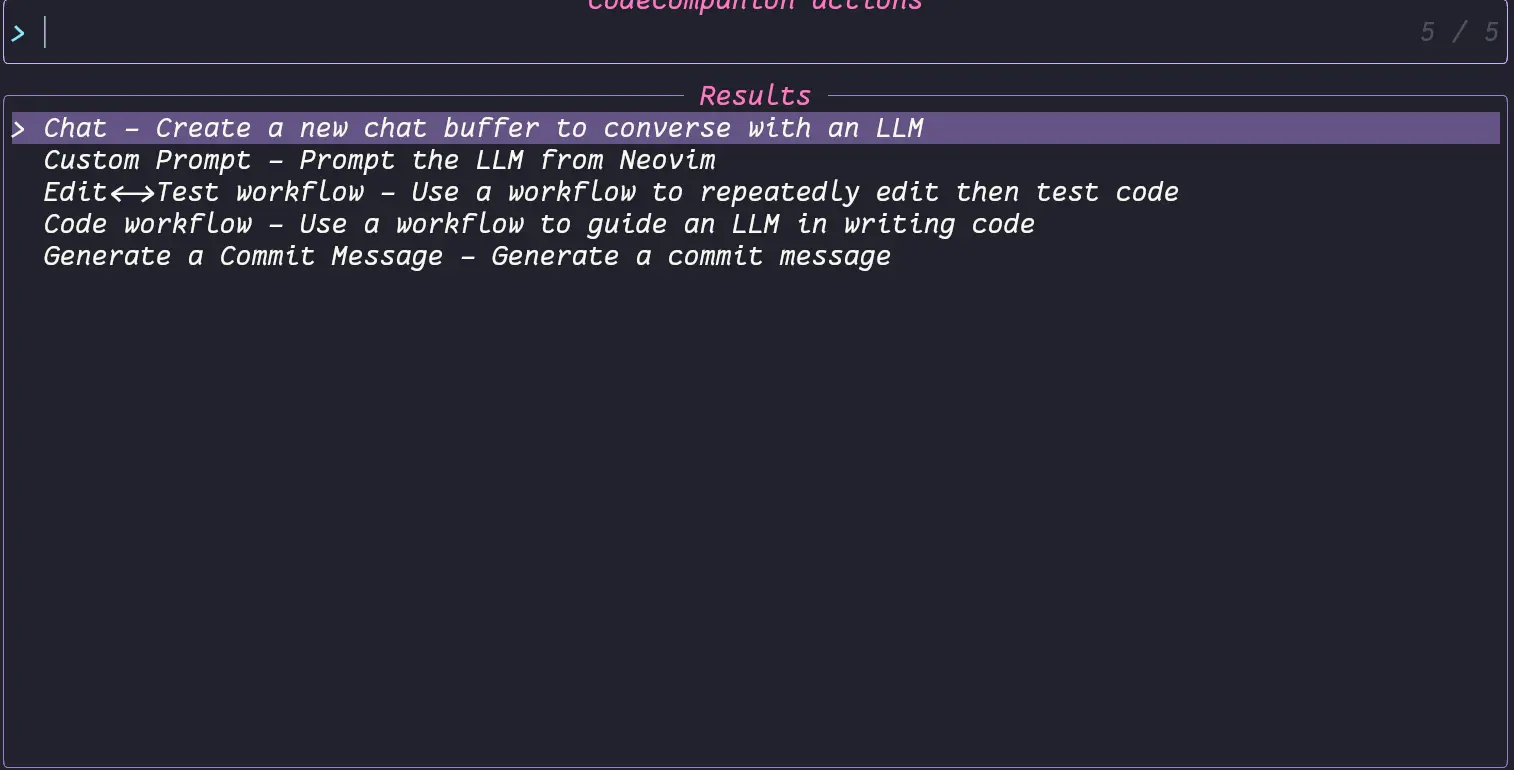 CodeCompanion actions
> 5 / 5
Results
> Chat – Create a new chat buffer to converse with an LLM
Custom Prompt – Prompt the LLM from Neovim
Edit<->Test workflow – Use a workflow to repeatedly edit then test code
Code workflow – Use a workflow to guide an LLM in writing code
Generate a Commit Message – Generate a commit message